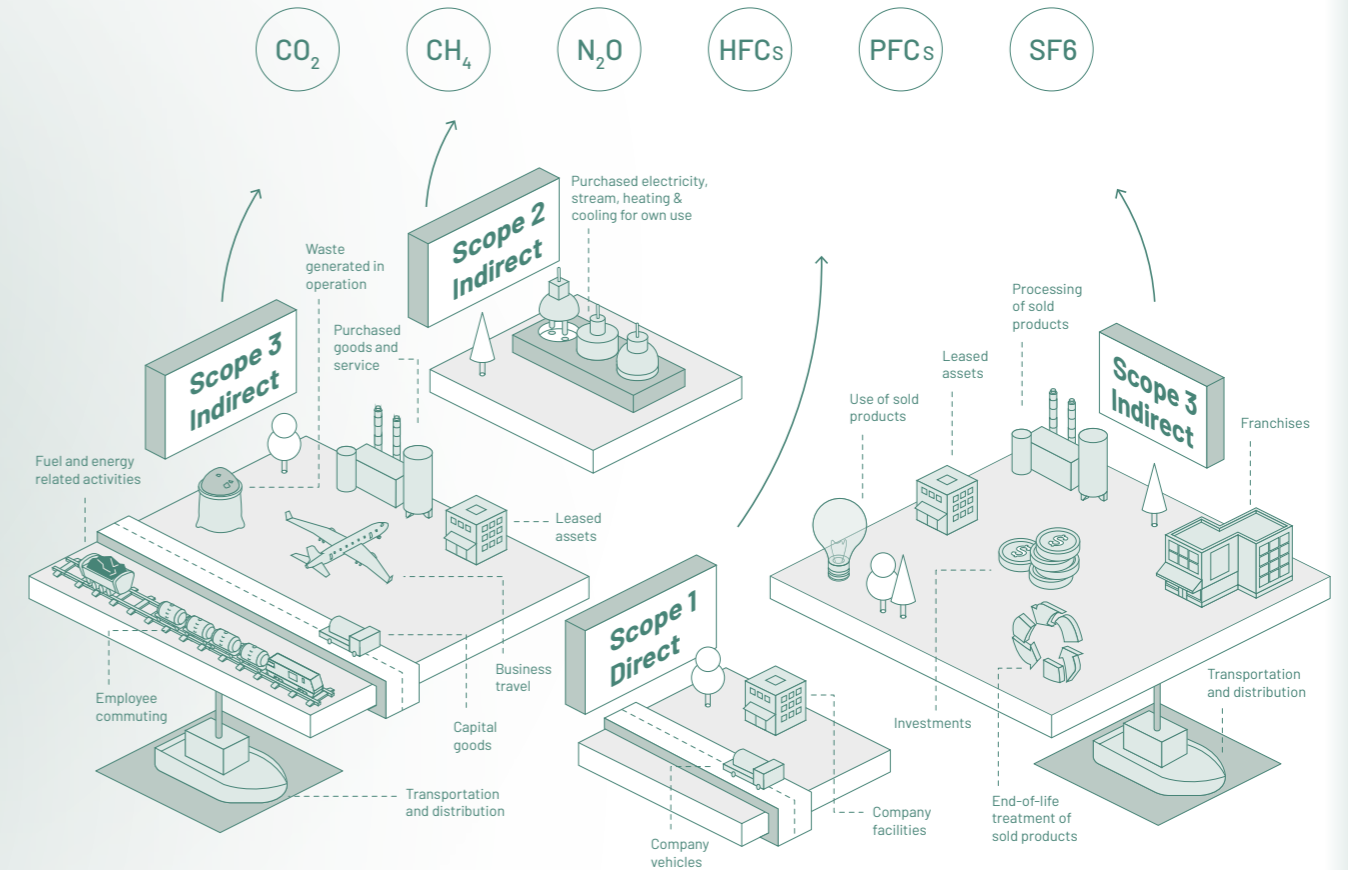 CO₂
CH₄
N₂O
HFCs
PFCs
SF6
Scope 2
Indirect
Purchased electricity,
stream, heating &
cooling for own use
Waste
generated in
operation
Purchased
goods and
service
Scope 3
Indirect
Fuel and energy
related activities
Leased
assets
Business
travel
Capital
goods
Employee
commuting
Transportation
and distribution
Scope 1
Direct
Company
vehicles
Company
facilities
Processing
of sold
products
Leased
assets
Use of sold
products
Scope 3
Indirect
Franchises
Investments
End-of-life
treatment of
sold products
Transportation
and distribution